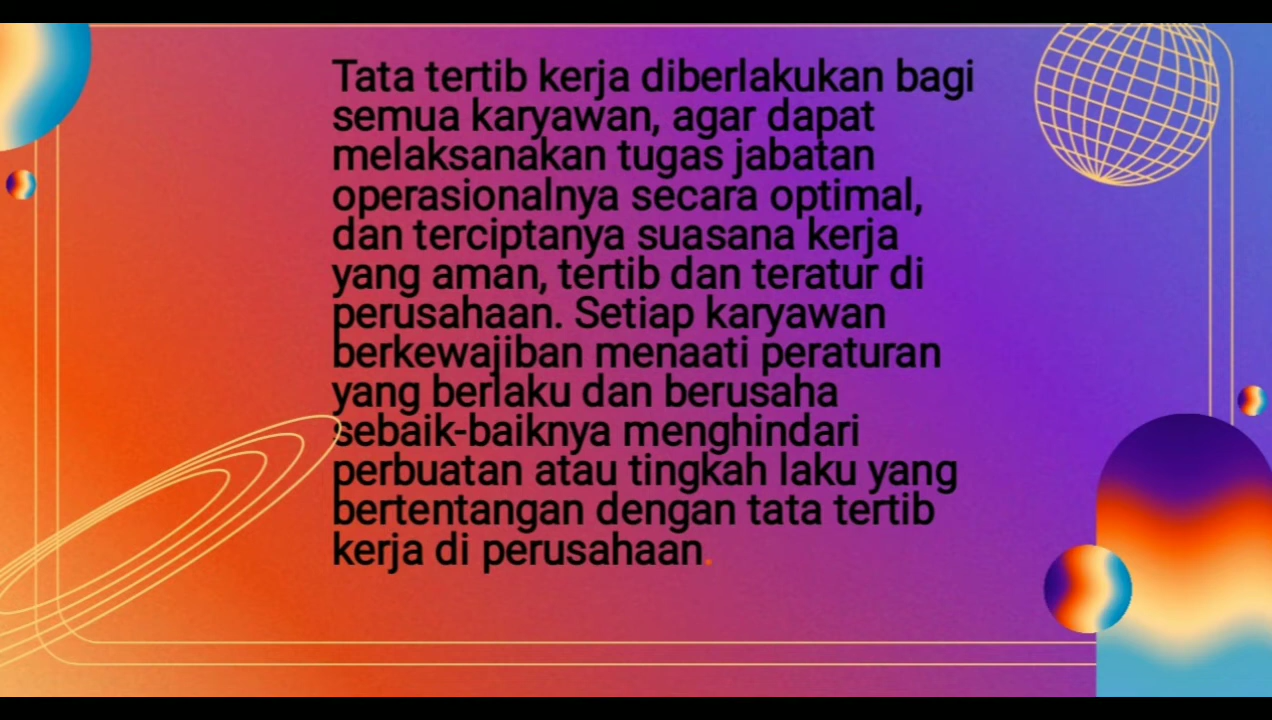 Tata tertib kerja diberlakukan bagi
semua karyawan, agar dapat
melaksanakan tugas jabatan
operasionalnya secara optimal,
dan terciptanya suasana kerja
yang aman, tertib dan teratur di
perusahaan. Setiap karyawan
berkewajiban menaati peraturan
yang berlaku dan berusaha
sebaik-baiknya menghindari
perbuatan atau tingkah laku yang
bertentangan dengan tata tertib
kerja di perusahaan.